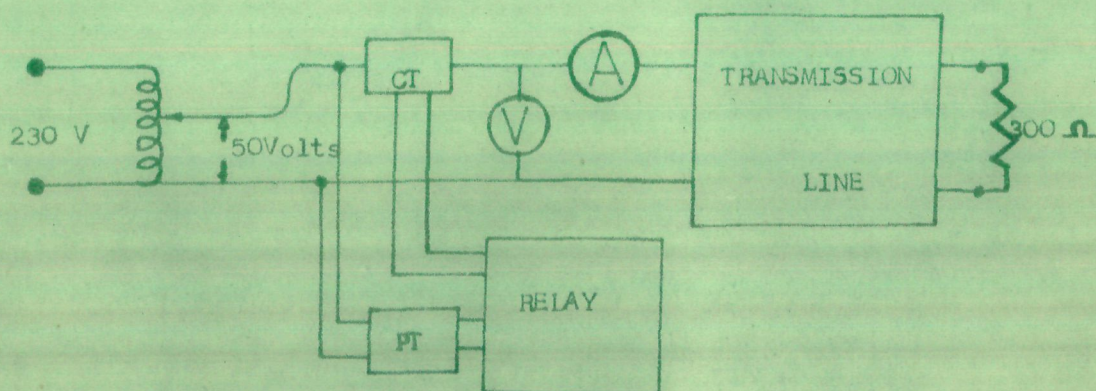 CT
A
TRANSMISSION
230 V
50Volts
V
300 Ω
LINE
RELAY
PT